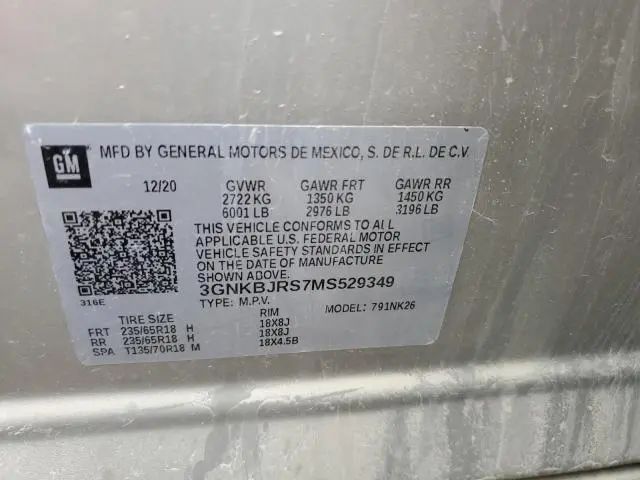 GM MFD BY GENERAL MOTORS DE MEXICO, S. DE R.L. DE C.V.
12/20 GVWR GAWR FRT GAWR RR
2722 KG 1350 KG 1450 KG
6001 LB 2976 LB 3196 LB
THIS VEHICLE CONFORMS TO ALL
APPLICABLE U.S. FEDERAL MOTOR
VEHICLE SAFETY STANDARDS IN EFFECT
ON THE DATE OF MANUFACTURE
SHOWN ABOVE.
3GNKBJRS7MS529349
316E TYPE: M.P.V. MODEL: 791NK26
TIRE SIZE RIM
FRT 235/65R18 H 18X8J
RR 235/65R18 H 18X8J
SPA T135/70R18 M 18X4.5B